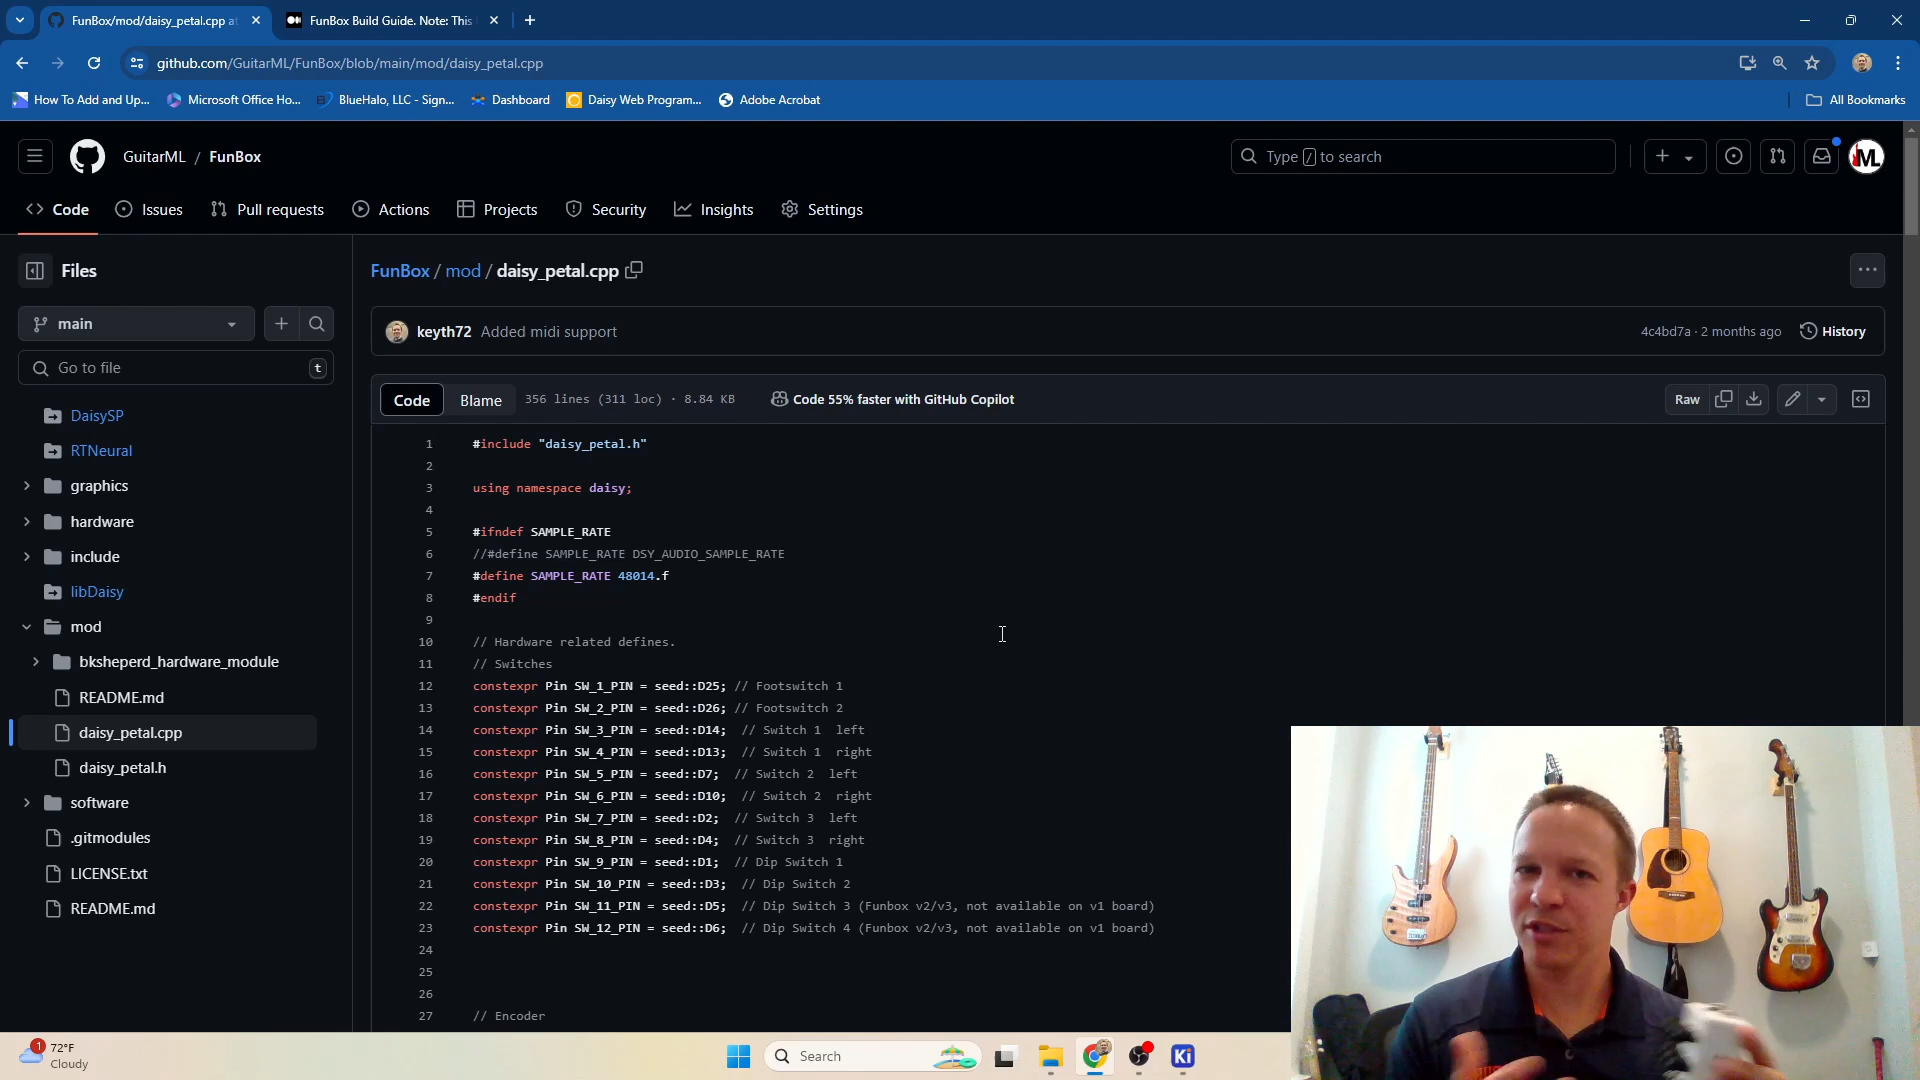 FunBox/mod/daisy_petal.cpp at
FunBox Build Guide. Note: This
github.com/GuitarML/FunBox/blob/main/mod/daisy_petal.cpp
How To Add and Up...
Microsoft Office Ho...
BlueHalo, LLC - Sign...
Dashboard
Daisy Web Program...
Adobe Acrobat
All Bookmarks
GuitarML / FunBox
Type / to search
ML
Code
Issues
Pull requests
Actions
Projects
Security
Insights
Settings
Files
FunBox / mod / daisy_petal.cpp
main
keyth72 Added midi support
4c4bd7a · 2 months ago
History
Go to file
t
Code
Blame
356 lines (311 loc) · 8.84 KB
Code 55% faster with GitHub Copilot
Raw
DaisySP
RTNeural
graphics
hardware
include
libDaisy
mod
bksheperd_hardware_module
README.md
daisy_petal.cpp
daisy_petal.h
software
.gitmodules
LICENSE.txt
README.md
1 #include "daisy_petal.h"
2
3 using namespace daisy;
4
5 #ifndef SAMPLE_RATE
6 //#define SAMPLE_RATE DSY_AUDIO_SAMPLE_RATE
7 #define SAMPLE_RATE 48014.f
8 #endif
9
10 // Hardware related defines.
11 // Switches
12 constexpr Pin SW_1_PIN = seed::D25; // Footswitch 1
13 constexpr Pin SW_2_PIN = seed::D26; // Footswitch 2
14 constexpr Pin SW_3_PIN = seed::D14;  // Switch 1  left
15 constexpr Pin SW_4_PIN = seed::D13;  // Switch 1  right
16 constexpr Pin SW_5_PIN = seed::D7;  // Switch 2  left
17 constexpr Pin SW_6_PIN = seed::D10;  // Switch 2  right
18 constexpr Pin SW_7_PIN = seed::D2;  // Switch 3  left
19 constexpr Pin SW_8_PIN = seed::D4;  // Switch 3  right
20 constexpr Pin SW_9_PIN = seed::D1;  // Dip Switch 1
21 constexpr Pin SW_10_PIN = seed::D3;  // Dip Switch 2
22 constexpr Pin SW_11_PIN = seed::D5;  // Dip Switch 3 (Funbox v2/v3, not available on v1 board)
23 constexpr Pin SW_12_PIN = seed::D6;  // Dip Switch 4 (Funbox v2/v3, not available on v1 board)
24
25
26
27 // Encoder
1
72°F
Cloudy
Search
Ki